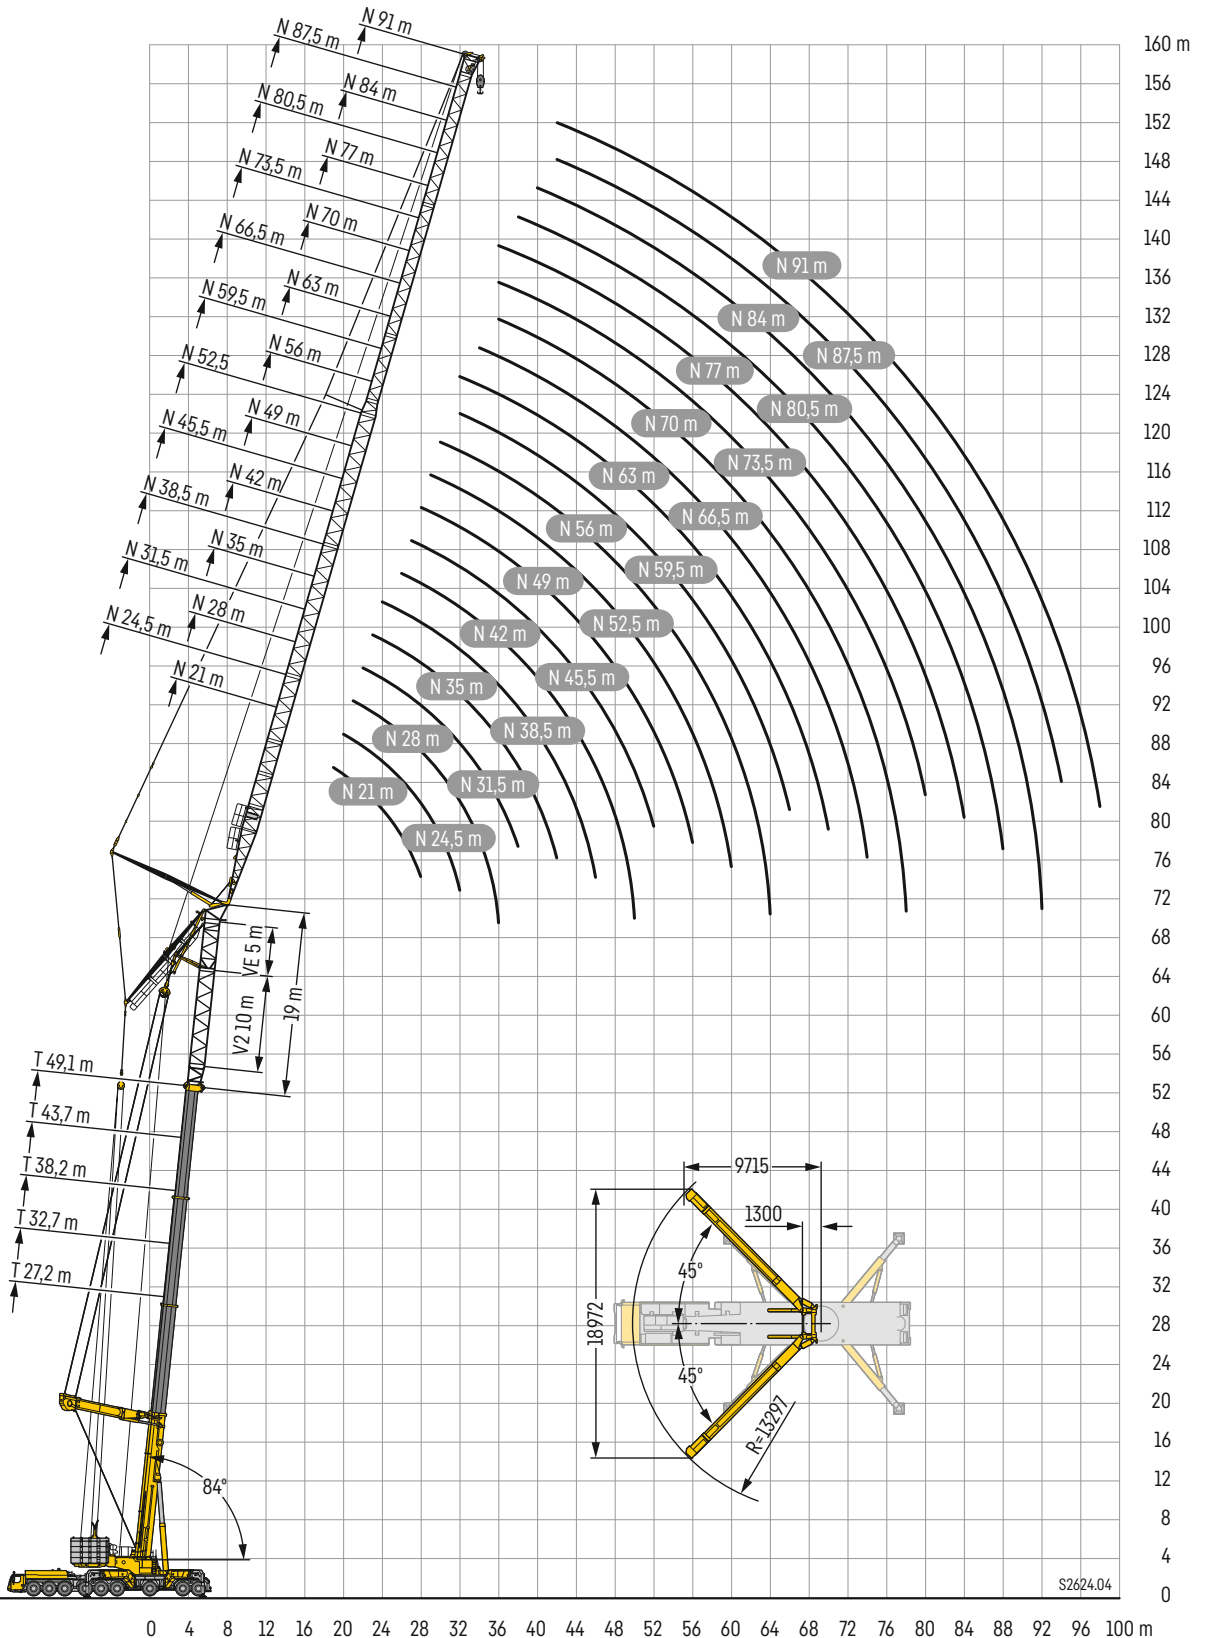 N 91 m
N 87,5 m
N 84 m
N 80,5 m
N 77 m
N 73,5 m
N 70 m
N 66,5 m
N 63 m
N 59,5 m
N 56 m
N 52,5
N 49 m
N 45,5 m
N 42 m
N 38,5 m
N 35 m
N 31,5 m
N 28 m
N 24,5 m
N 21 m
160 m
156
152
148
144
140
136
132
128
124
120
116
112
108
104
100
96
92
88
84
80
76
72
68
64
60
56
52
48
44
40
36
32
28
24
20
16
12
8
4
0
N 91 m
N 84 m
N 87,5 m
N 77 m
N 80,5 m
N 70 m
N 73,5 m
N 63 m
N 66,5 m
N 56 m
N 59,5 m
N 49 m
N 52,5 m
N 42 m
N 45,5 m
N 35 m
N 38,5 m
N 28 m
N 31,5 m
N 21 m
N 24,5 m
VE 5 m
V2 10 m
19 m
T 49,1 m
T 43,7 m
T 38,2 m
T 32,7 m
T 27,2 m
84°
9715
1300
45°
18972
45°
R=13297
S2624.04
0 4 8 12 16 20 24 28 32 36 40 44 48 52 56 60 64 68 72 76 80 84 88 92 96 100 m